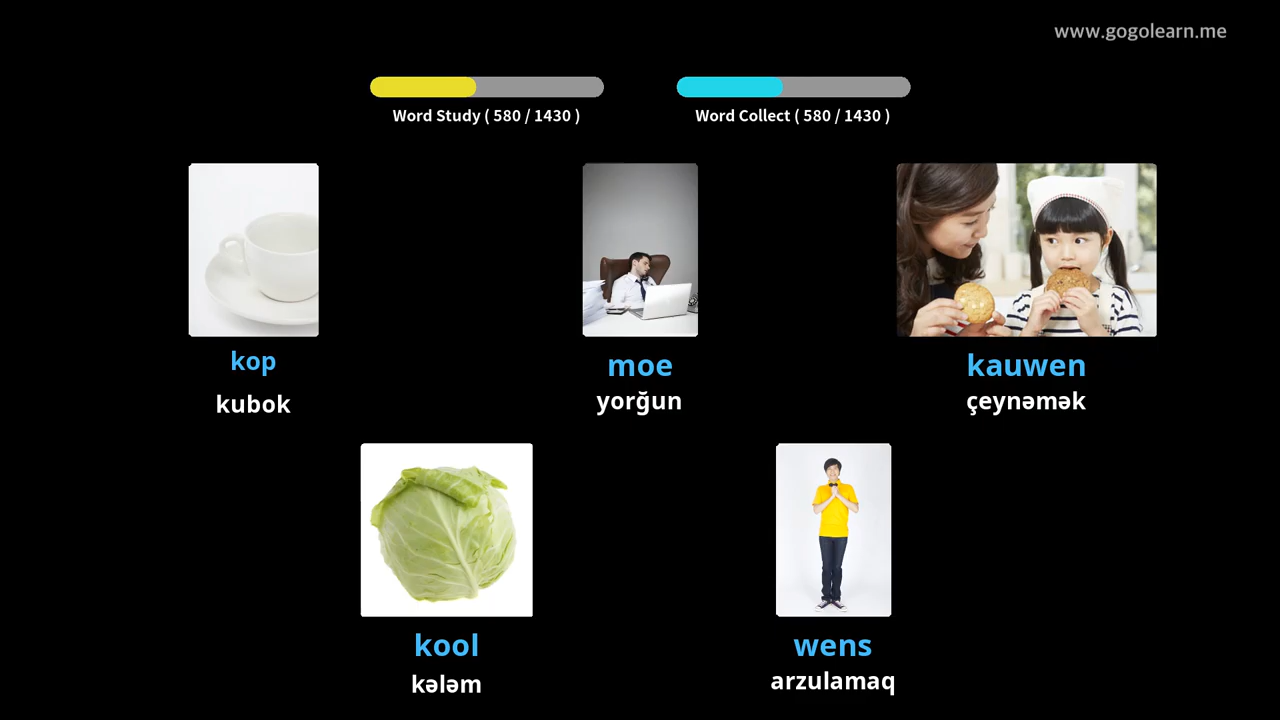 www.gogolearn.me
Word Study ( 580 / 1430 )
Word Collect ( 580 / 1430 )
kop
kubok
moe
yorğun
kauwen
çeynəmək
kool
kələm
wens
arzulamaq